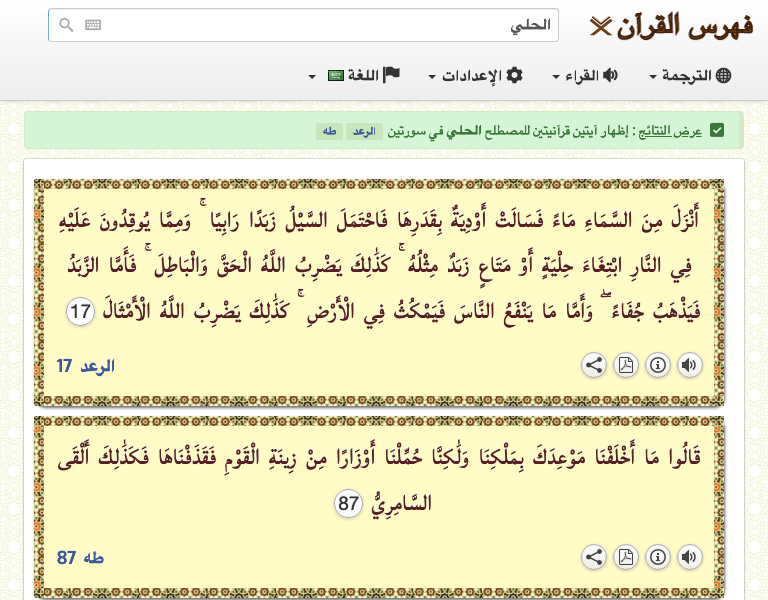 فهرس القرآن
الحلي
الترجمة
القراء
الإعدادات
اللغة
عرض النتائج : إظهار آيتين قرآنيتين للمصطلح الحلي في سورتين الرعد طه
أَنْزَلَ مِنَ السَّمَاءِ مَاءً فَسَالَتْ أَوْدِيَةٌ بِقَدَرِهَا فَاحْتَمَلَ السَّيْلُ زَبَدًا رَابِيًا ۚ وَمِمَّا يُوقِدُونَ عَلَيْهِ
فِي النَّارِ ابْتِغَاءَ حِلْيَةٍ أَوْ مَتَاعٍ زَبَدٌ مِثْلُهُ ۚ كَذَٰلِكَ يَضْرِبُ اللَّهُ الْحَقَّ وَالْبَاطِلَ ۚ فَأَمَّا الزَّبَدُ
فَيَذْهَبُ جُفَاءً ۖ وَأَمَّا مَا يَنْفَعُ النَّاسَ فَيَمْكُثُ فِي الْأَرْضِ ۚ كَذَٰلِكَ يَضْرِبُ اللَّهُ الْأَمْثَالَ 17
الرعد 17
قَالُوا مَا أَخْلَفْنَا مَوْعِدَكَ بِمَلْكِنَا وَلَٰكِنَّا حُمِّلْنَا أَوْزَارًا مِنْ زِينَةِ الْقَوْمِ فَقَذَفْنَاهَا فَكَذَٰلِكَ أَلْقَى
السَّامِرِيُّ 87
طه 87